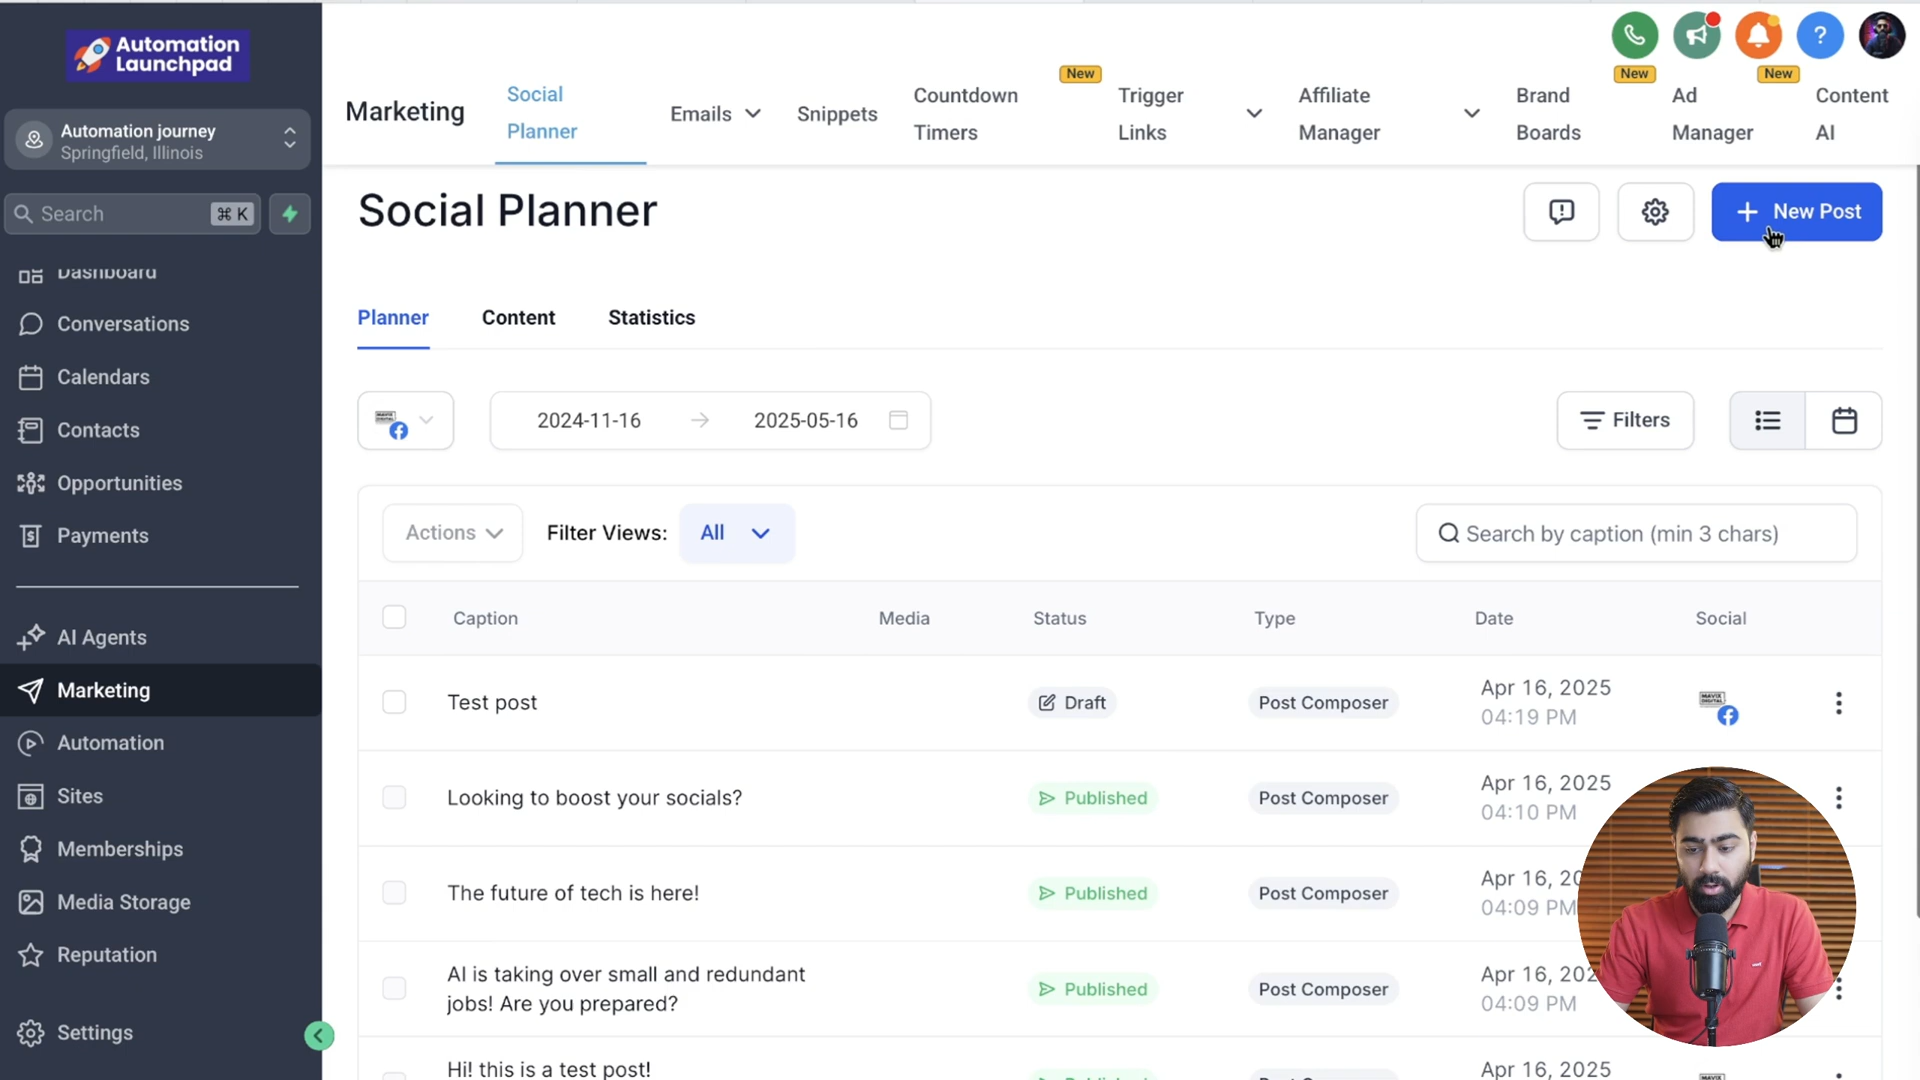 Automation
Launchpad
Automation journey
Springfield, Illinois
Search
⌘ K
Dashboard
Conversations
Calendars
Contacts
Opportunities
Payments
AI Agents
Marketing
Automation
Sites
Memberships
Media Storage
Reputation
Settings
Marketing
Social
Planner
Emails
Snippets
Countdown
Timers
New
Trigger
Links
Affiliate
Manager
Brand
Boards
New
Ad
Manager
New
Content
AI
?
Social Planner
+ New Post
Planner
Content
Statistics
2024-11-16
2025-05-16
Filters
Actions
Filter Views:
All
Search by caption (min 3 chars)
Caption
Media
Status
Type
Date
Social
Test post
Draft
Post Composer
Apr 16, 2025
04:19 PM
Looking to boost your socials?
Published
Post Composer
Apr 16, 2025
04:10 PM
The future of tech is here!
Published
Post Composer
Apr 16, 20
04:09 PM
AI is taking over small and redundant
jobs! Are you prepared?
Published
Post Composer
Apr 16, 202
04:09 PM
Hi! this is a test post!
Apr 16, 2025